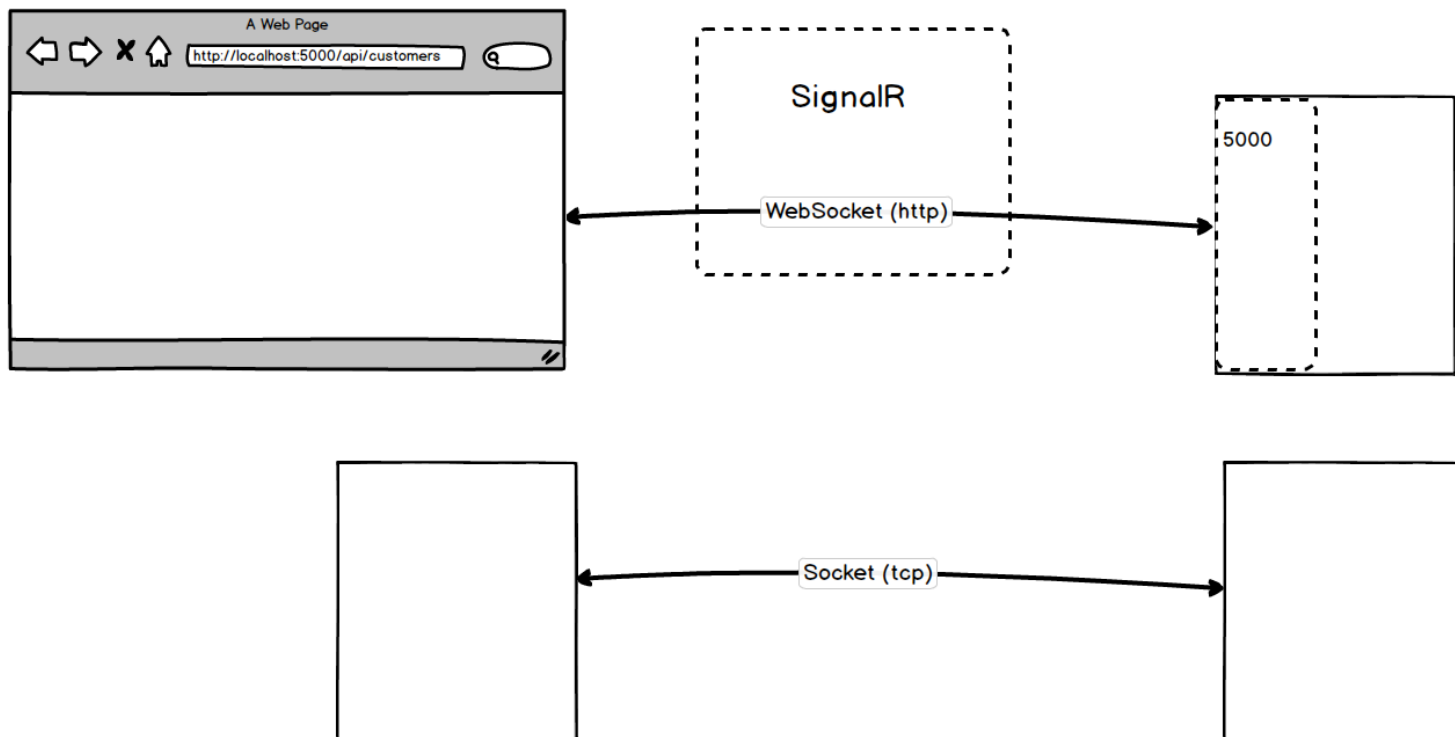 A Web Page
http://localhost:5000/api/customers
SignalR
5000
WebSocket (http)
Socket (tcp)